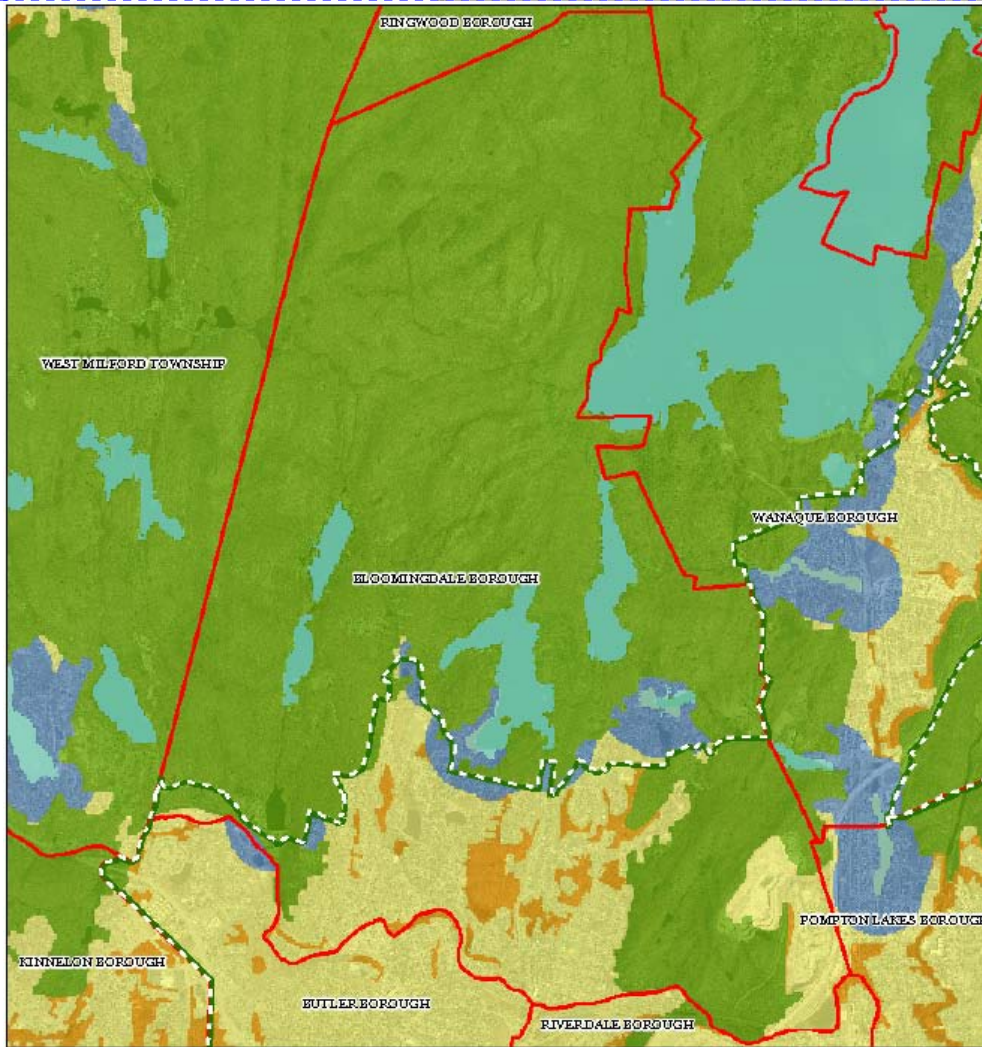 RINGWOOD BOROUGH
WEST MILFORD TOWNSHIP
WANAQUE BOROUGH
BLOOMINGDALE BOROUGH
POMPTON LAKES BOROUGH
KINNELON BOROUGH
BUTLER BOROUGH
RIVERDALE BOROUGH